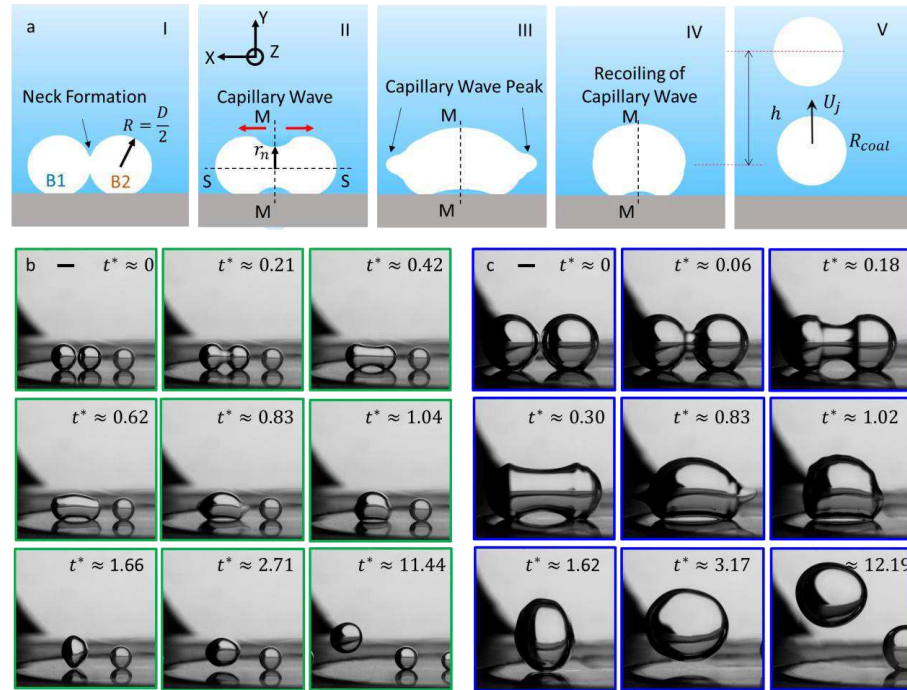 a
I
II
III
IV
V
Neck Formation
R = D/2
B1
B2
Y
X
Z
Capillary Wave
M
r_n
S
S
M
Capillary Wave Peak
M
M
Recoiling of
Capillary Wave
M
M
h
U_j
R_coal
b
t* ≈ 0
t* ≈ 0.21
t* ≈ 0.42
t* ≈ 0.62
t* ≈ 0.83
t* ≈ 1.04
t* ≈ 1.66
t* ≈ 2.71
t* ≈ 11.44
c
t* ≈ 0
t* ≈ 0.06
t* ≈ 0.18
t* ≈ 0.30
t* ≈ 0.83
t* ≈ 1.02
t* ≈ 1.62
t* ≈ 3.17
≈ 12.19